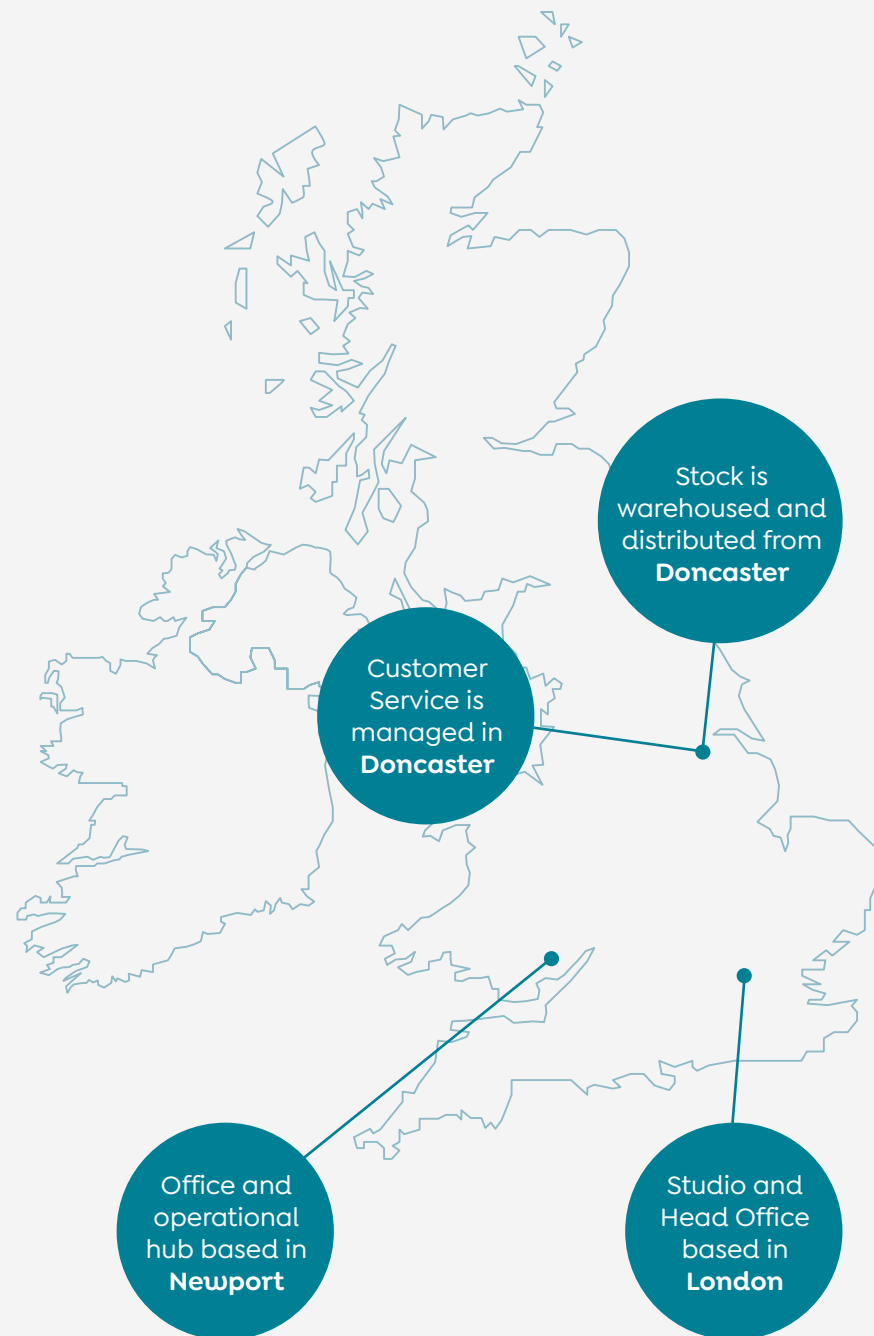 Stock is
warehoused and
distributed from
Doncaster
Customer
Service is
managed in
Doncaster
Office and
operational
hub based in
Newport
Studio and
Head Office
based in
London